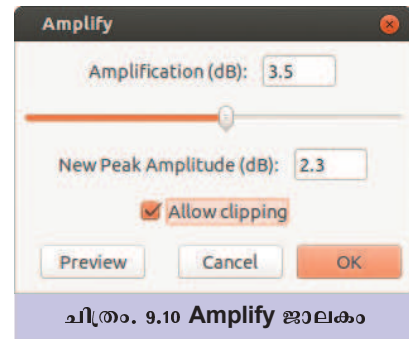 Amplify
Amplification (dB): 3.5
New Peak Amplitude (dB): 2.3
Allow clipping
Preview Cancel OK
ചിത്രം. 9.10 Amplify ജാലകം